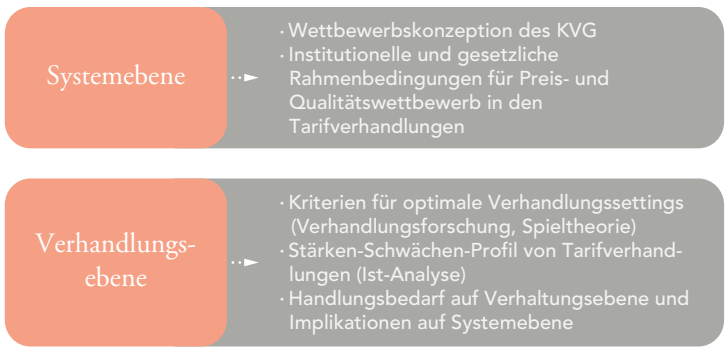 Systemebene
· Wettbewerbskonzeption des KVG
· Institutionelle und gesetzliche
Rahmenbedingungen für Preis- und
Qualitätswettbewerb in den
Tarifverhandlungen
Verhandlungs-
ebene
· Kriterien für optimale Verhandlungssettings
(Verhandlungsforschung, Spieltheorie)
· Stärken-Schwächen-Profil von Tarifverhand-
lungen (Ist-Analyse)
· Handlungsbedarf auf Verhaltungsebene und
Implikationen auf Systemebene